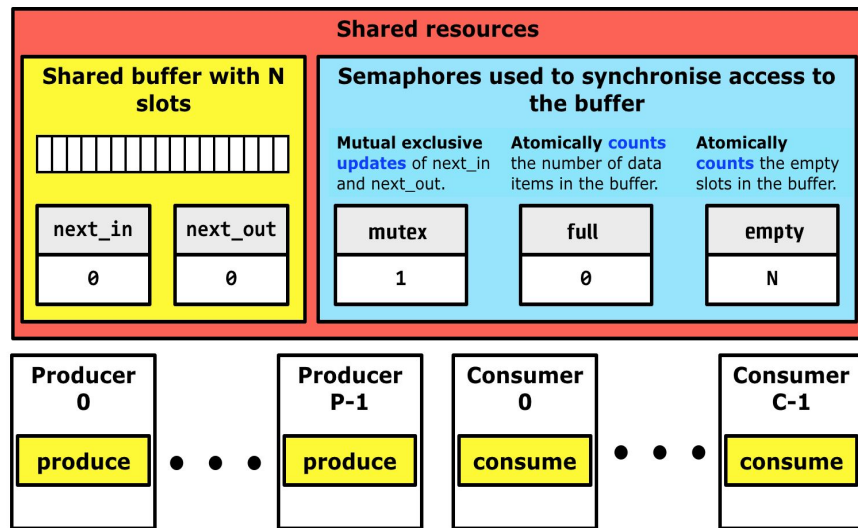 Shared resources
Shared buffer with N
slots
next_in
next_out
0
0
Semaphores used to synchronise access to
the buffer
Mutual exclusive
updates of next_in
and next_out.
Atomically counts
the number of data
items in the buffer.
Atomically
counts the empty
slots in the buffer.
mutex
full
empty
1
0
N
Producer
0
produce
Producer
P-1
produce
Consumer
0
consume
Consumer
C-1
consume